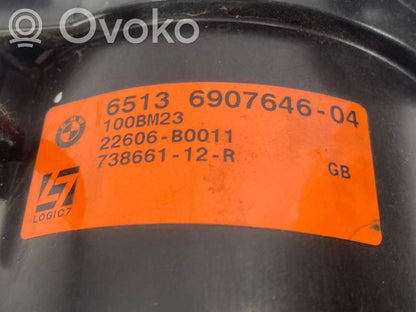 Ovoko
6513 6907646-04
100BM23
22606-B0011
738661-12-R
GB
LOGIC7